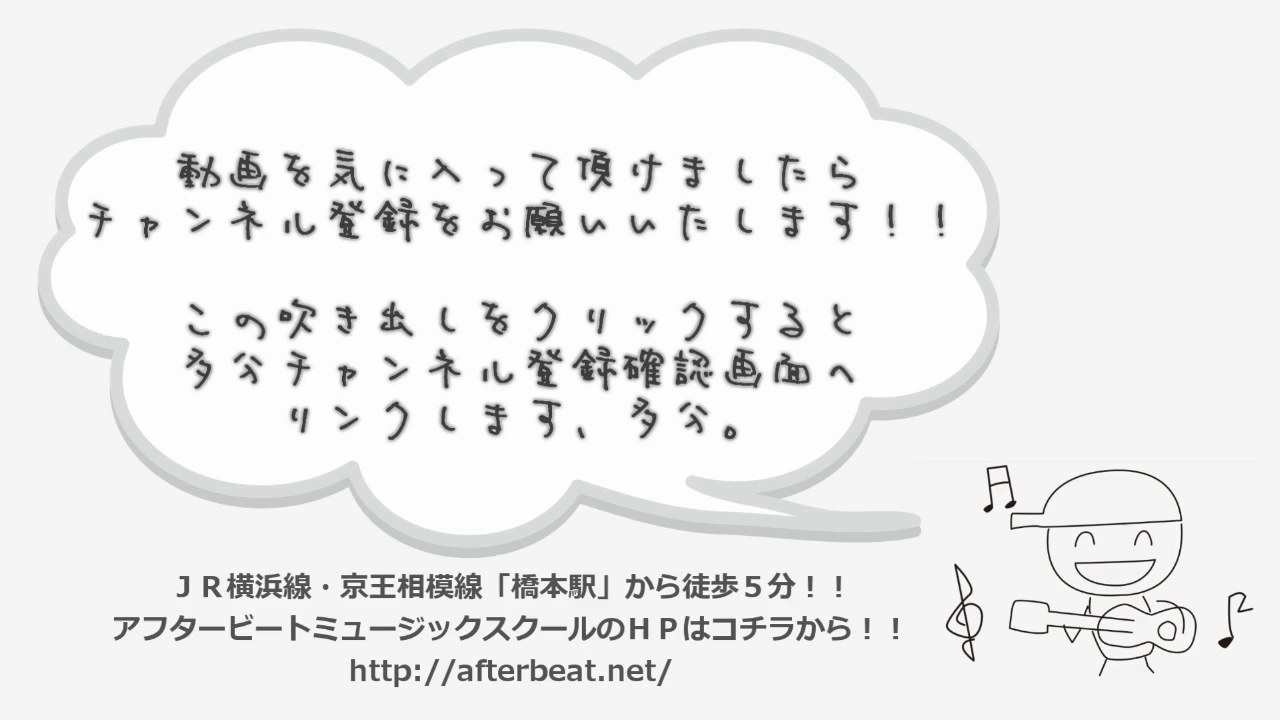 動画を気に入って頂けましたら
チャンネル登録をお願いいたします！！
この吹き出しをクリックすると
多分チャンネル登録確認画面へ
リンクします、多分。
ＪＲ横浜線・京王相模線「橋本駅」から徒歩５分！！
アフタービートミュージックスクールのＨＰはコチラから！！
http://afterbeat.net/